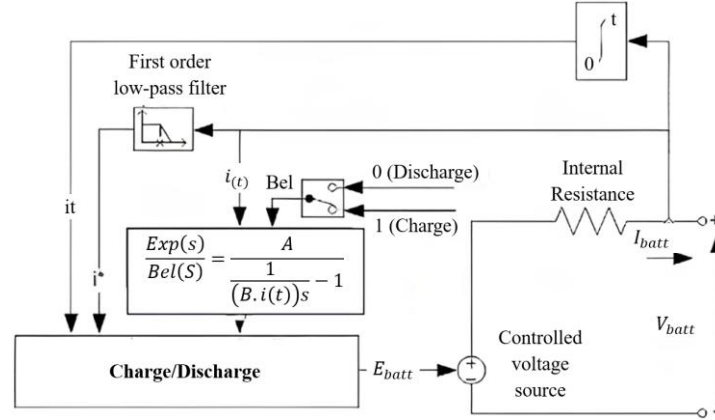 t
0
First order
low-pass filter
i(t)
Bel
0 (Discharge)
1 (Charge)
Internal
Resistance
it
i*
Exp(s)/Bel(S) = A/(1/(B.i(t))s − 1)
I_batt
+
V_batt
Charge/Discharge
E_batt
+
-
Controlled
voltage
source